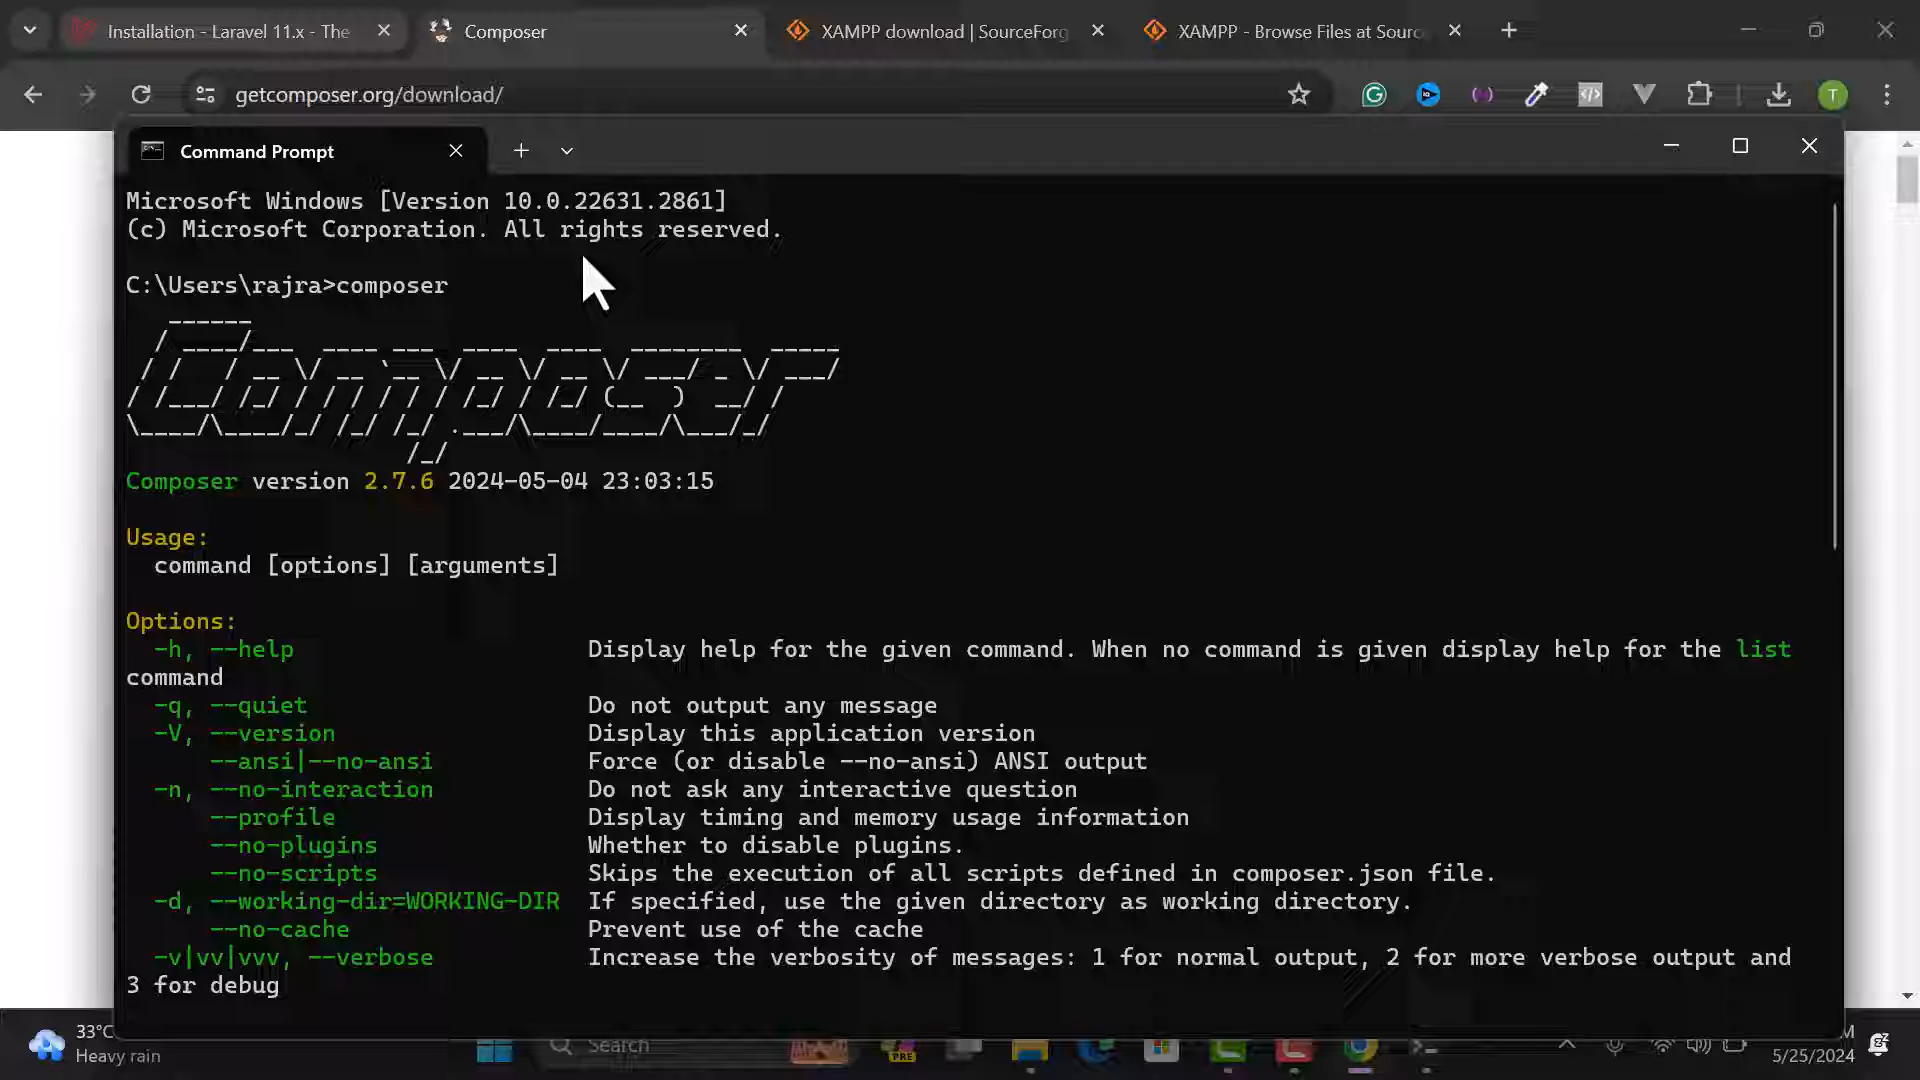 Installation - Laravel 11.x - The
Composer
XAMPP download | SourceForg
XAMPP - Browse Files at Sourc
getcomposer.org/download/
T
Command Prompt
Microsoft Windows [Version 10.0.22631.2861]
(c) Microsoft Corporation. All rights reserved.
C:\Users\rajra>composer
Composer
Composer version 2.7.6 2024-05-04 23:03:15
Usage:
command [options] [arguments]
Options:
-h, --help Display help for the given command. When no command is given display help for the list
command
-q, --quiet Do not output any message
-V, --version Display this application version
--ansi|--no-ansi Force (or disable --no-ansi) ANSI output
-n, --no-interaction Do not ask any interactive question
--profile Display timing and memory usage information
--no-plugins Whether to disable plugins.
--no-scripts Skips the execution of all scripts defined in composer.json file.
-d, --working-dir=WORKING-DIR If specified, use the given directory as working directory.
--no-cache Prevent use of the cache
-v|vv|vvv, --verbose Increase the verbosity of messages: 1 for normal output, 2 for more verbose output and
3 for debug
33°C
Heavy rain
Search
PRE
M
5/25/2024